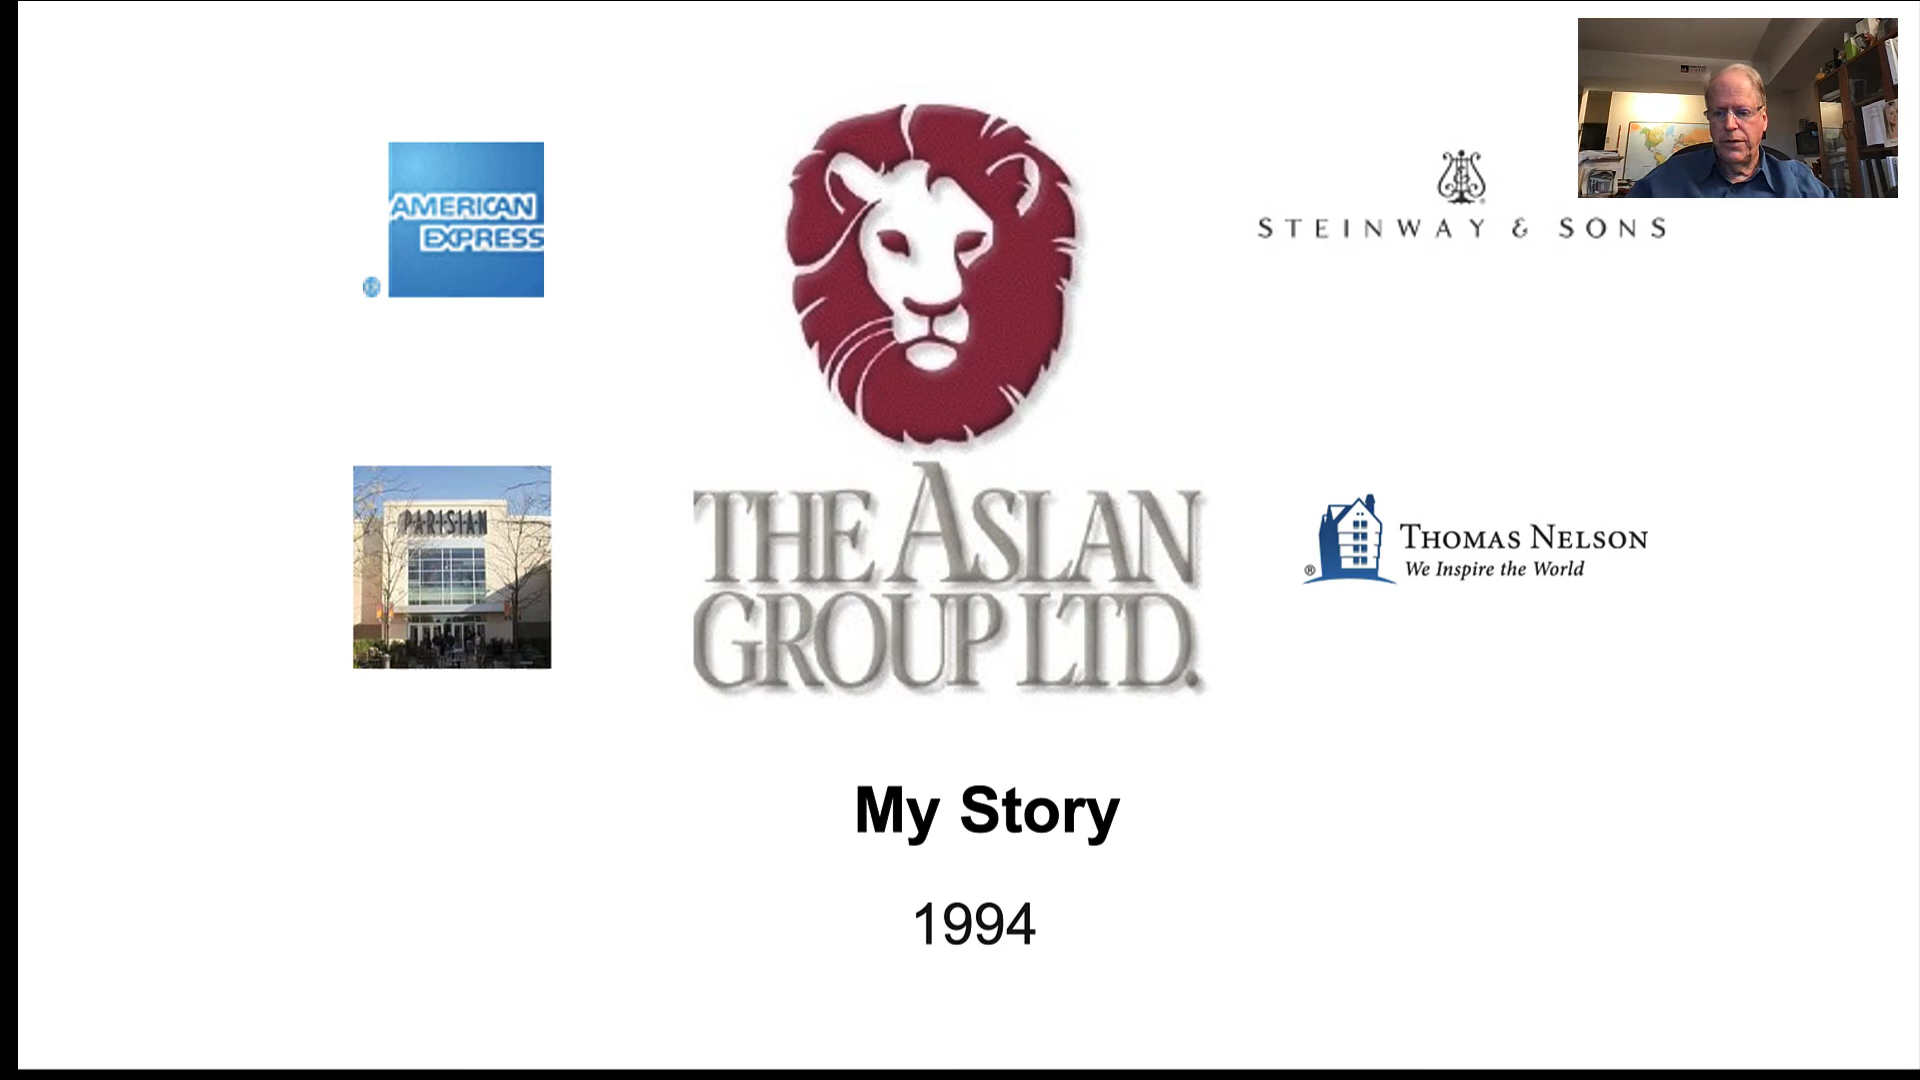 AMERICAN
EXPRESS
®
STEINWAY & SONS
PARISIAN
THE ASLAN
GROUP LTD.
THOMAS NELSON
® We Inspire the World
My Story
1994